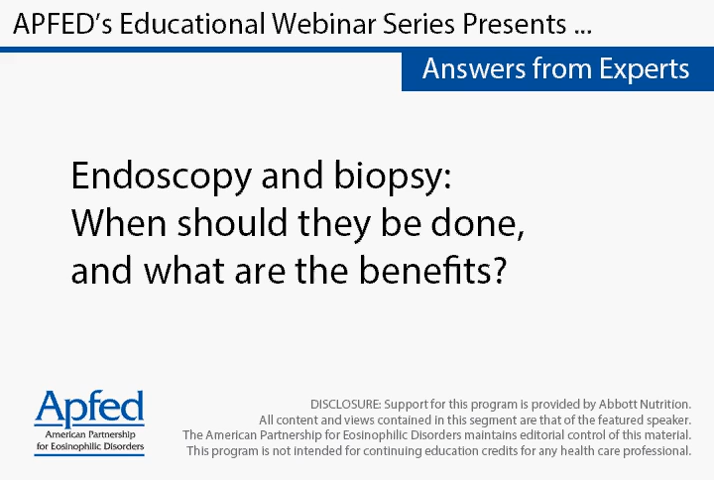 APFED's Educational Webinar Series Presents ...
Answers from Experts
Endoscopy and biopsy:
When should they be done,
and what are the benefits?
Apfed
American Partnership
for Eosinophilic Disorders
DISCLOSURE: Support for this program is provided by Abbott Nutrition.
All content and views contained in this segment are that of the featured speaker.
The American Partnership for Eosinophilic Disorders maintains editorial control of this material.
This program is not intended for continuing education credits for any health care professional.